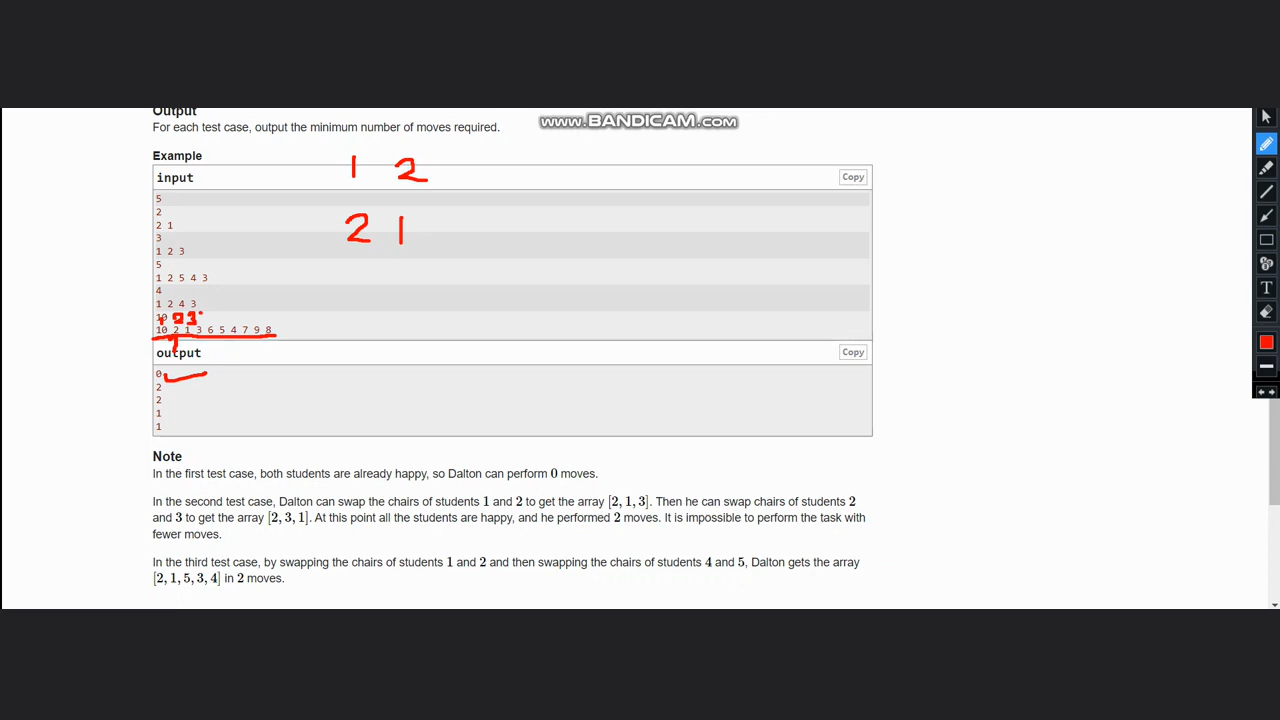 Output
www.BANDICAM.com
For each test case, output the minimum number of moves required.
Example
1 2
input
Copy
5
2
2 1
2 1
3
1 2 3
5
1 2 5 4 3
4
1 2 4 3
10
10 2 1 3 6 5 4 7 9 8
output
Copy
0
2
2
1
1
Note
In the first test case, both students are already happy, so Dalton can perform 0 moves.
In the second test case, Dalton can swap the chairs of students 1 and 2 to get the array [2, 1, 3]. Then he can swap chairs of students 2
and 3 to get the array [2, 3, 1]. At this point all the students are happy, and he performed 2 moves. It is impossible to perform the task with
fewer moves.
In the third test case, by swapping the chairs of students 1 and 2 and then swapping the chairs of students 4 and 5, Dalton gets the array
[2, 1, 5, 3, 4] in 2 moves.
T